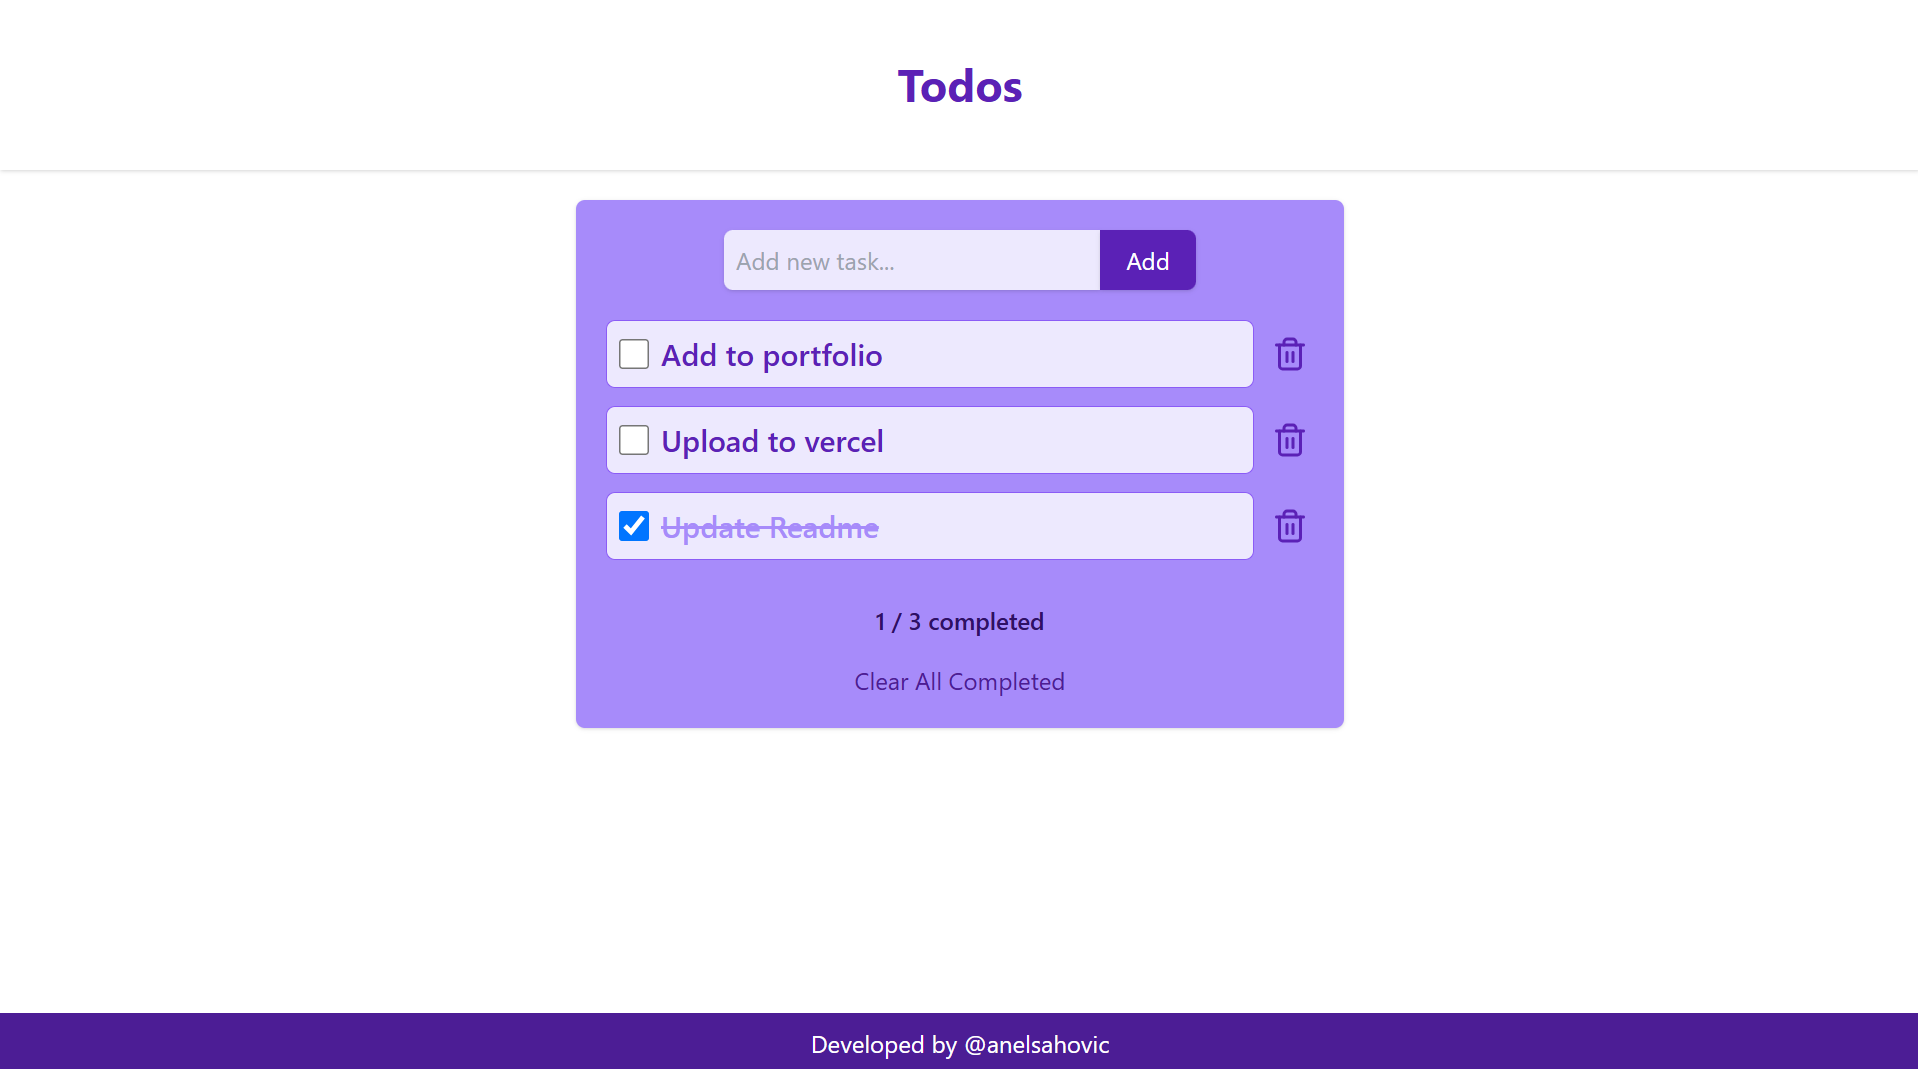 Todos
Add new task...
Add
Add to portfolio
Upload to vercel
Update Readme
1 / 3 completed
Clear All Completed
Developed by @anelsahovic